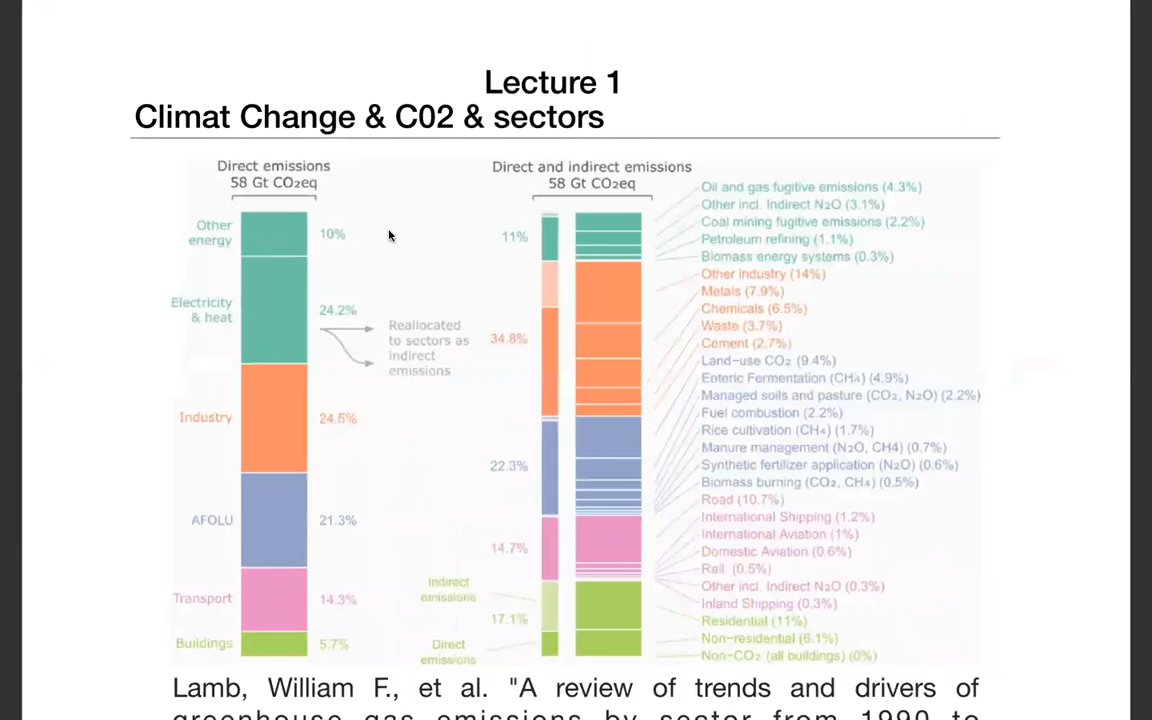 Lecture 1
Climat Change & C02 & sectors
Direct emissions
58 Gt CO₂eq
Other
energy
10%
Electricity
& heat
24.2%
Reallocated
to sectors as
indirect
emissions
Industry
24.5%
AFOLU
21.3%
Transport
14.3%
Buildings
5.7%
Direct and indirect emissions
58 Gt CO₂eq
11%
34.8%
22.3%
14.7%
Indirect
emissions
17.1%
Direct
emissions
Oil and gas fugitive emissions (4.3%)
Other incl. Indirect N₂O (3.1%)
Coal mining fugitive emissions (2.2%)
Petroleum refining (1.1%)
Biomass energy systems (0.3%)
Other industry (14%)
Metals (7.9%)
Chemicals (6.5%)
Waste (3.7%)
Cement (2.7%)
Land-use CO₂ (9.4%)
Enteric Fermentation (CH₄) (4.9%)
Managed soils and pasture (CO₂, N₂O) (2.2%)
Fuel combustion (2.2%)
Rice cultivation (CH₄) (1.7%)
Manure management (N₂O, CH4) (0.7%)
Synthetic fertilizer application (N₂O) (0.6%)
Biomass burning (CO₂, CH₄) (0.5%)
Road (10.7%)
International Shipping (1.2%)
International Aviation (1%)
Domestic Aviation (0.6%)
Rail (0.5%)
Other incl. Indirect N₂O (0.3%)
Inland Shipping (0.3%)
Residential (11%)
Non-residential (6.1%)
Non-CO₂ (all buildings) (0%)
Lamb, William F., et al. "A review of trends and drivers of
greenhouse gas emissions by sector from 1990 to